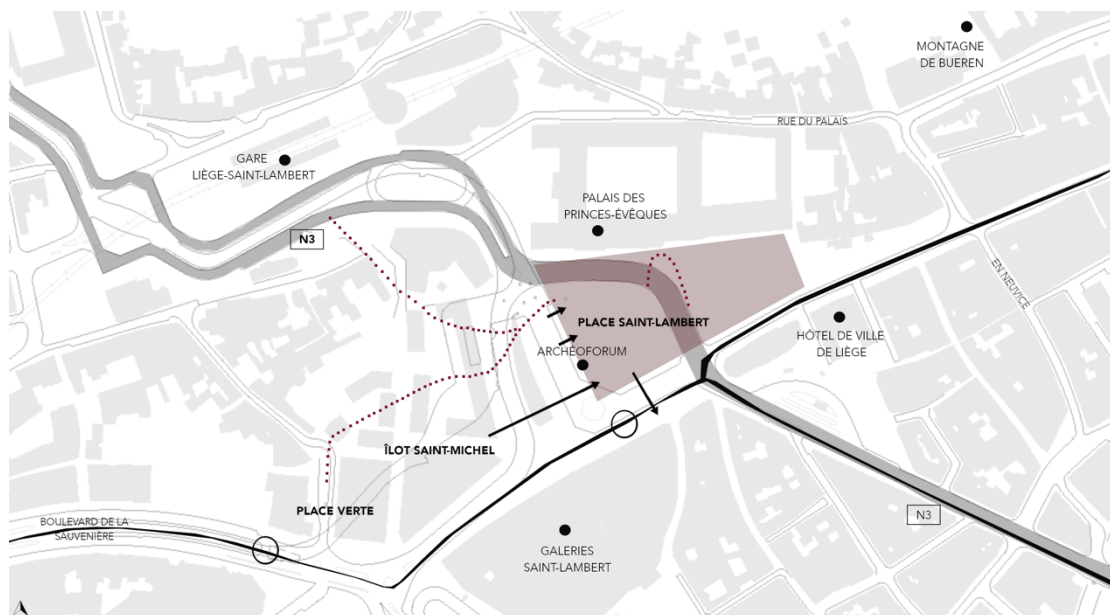 MONTAGNE
DE BUEREN
RUE DU PALAIS
GARE
LIÈGE-SAINT-LAMBERT
PALAIS DES
PRINCES-ÉVÊQUES
N3
EN NEUVICE
PLACE SAINT-LAMBERT
HÔTEL DE VILLE
DE LIÈGE
ARCHÉOFORUM
ÎLOT SAINT-MICHEL
PLACE VERTE
N3
BOULEVARD DE LA
SAUVENIÈRE
GALERIES
SAINT-LAMBERT